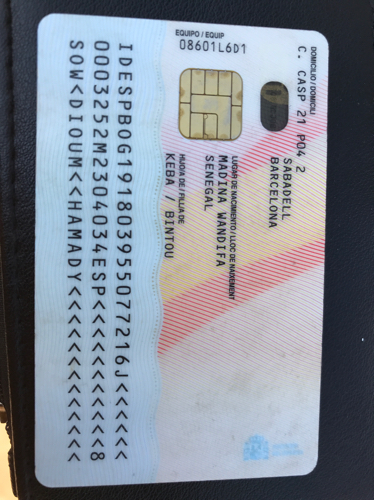 DOMICILIO / DOMICILI
C. CASP 21 P04 2
SABADELL
BARCELONA
LUGAR DE NACIMIENTO / LLOC DE NAIXEMENT
MADINA WANDIFA
SENEGAL
HIJO/A DE / FILL/A DE
KEBA / BINTOU
EQUIPO / EQUIP
08601L6D1
IDESPBOG191803955077216J<<<<<<
0003252M2304034ESP<<<<<<<<<<<8
SOW<DIOUM<<HAMADY<<<<<<<<<<<<<